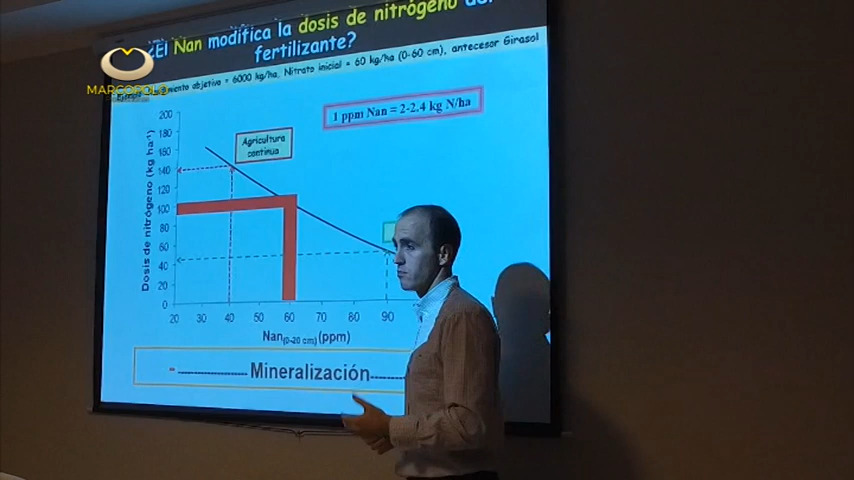 ¿El Nan modifica la dosis de nitrógeno
fertilizante?
MARCOPOLO
objetivo = 6000 kg/ha, Nitrato inicial = 60 kg/ha (0-60 cm), antecesor Girasol
1 ppm Nan = 2-2.4 kg N/ha
Agricultura
continua
Dosis de nitrógeno (kg ha-1)
200
180
160
140
120
100
80
60
40
20
0
20 30 40 50 60 70 80 90
Nan(0-20 cm) (ppm)
- Mineralización